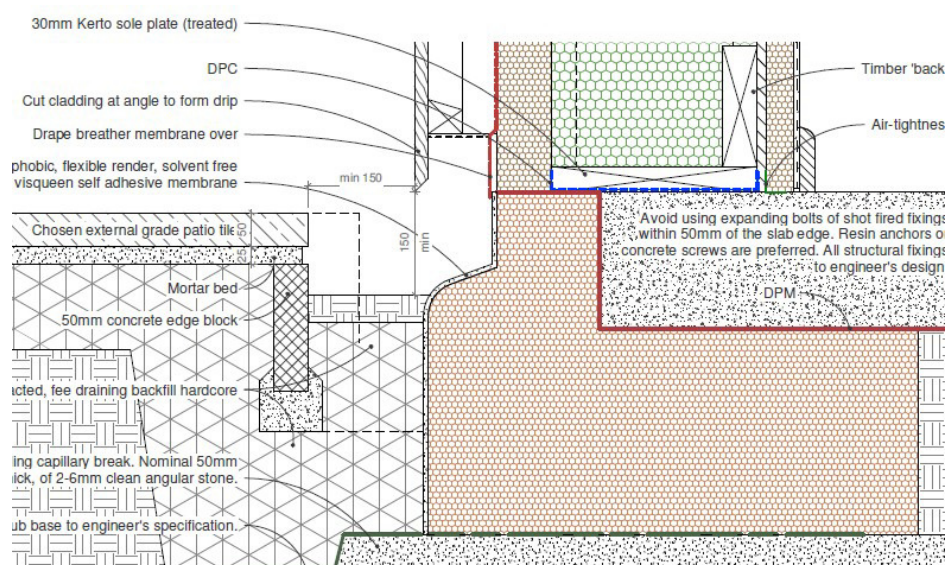 30mm Kerto sole plate (treated)
DPC
Cut cladding at angle to form drip
Drape breather membrane over
phobic, flexible render, solvent free
visqueen self adhesive membrane
min 150
Chosen external grade patio tile
50
25
150
min
Mortar bed
50mm concrete edge block
acted, fee draining backfill hardcore
ling capillary break. Nominal 50mm
ick, of 2-6mm clean angular stone.
ub base to engineer's specification.
Timber 'back
Air-tightnes
Avoid using expanding bolts of shot fired fixings
within 50mm of the slab edge. Resin anchors o
concrete screws are preferred. All structural fixings
to engineer's design
DPM